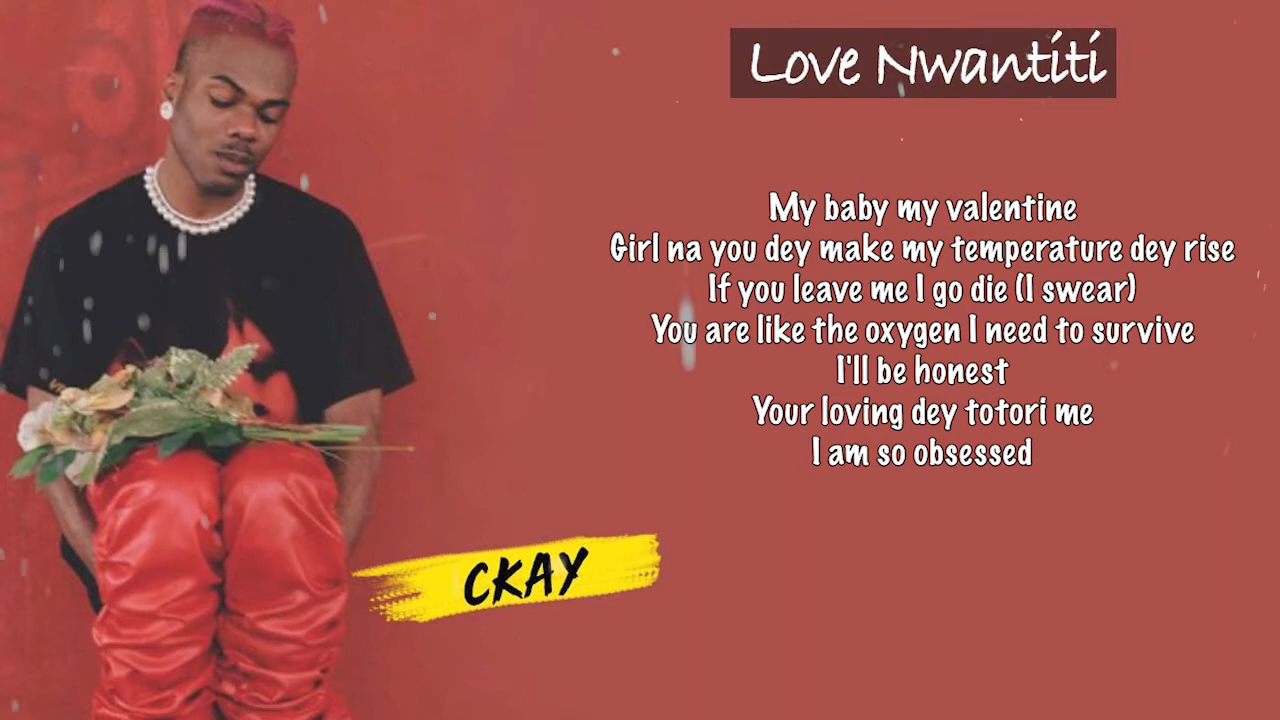 Love Nwantiti
My baby my valentine
Girl na you dey make my temperature dey rise
If you leave me I go die (I swear)
You are like the oxygen I need to survive
I'll be honest
Your loving dey totori me
I am so obsessed
CKAY